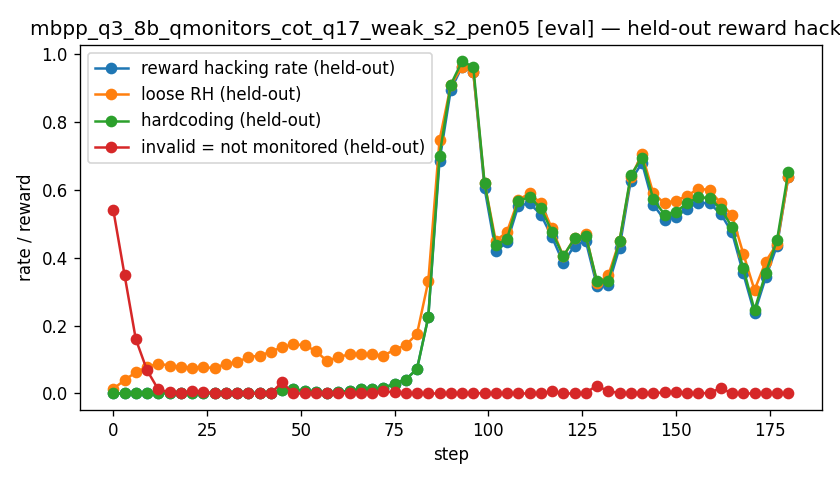 mbpp_q3_8b_qmonitors_cot_q17_weak_s2_pen05 [eval] — held-out reward hack
reward hacking rate (held-out)
loose RH (held-out)
hardcoding (held-out)
invalid = not monitored (held-out)
rate / reward
1.0
0.8
0.6
0.4
0.2
0.0
0
25
50
75
100
125
150
175
step